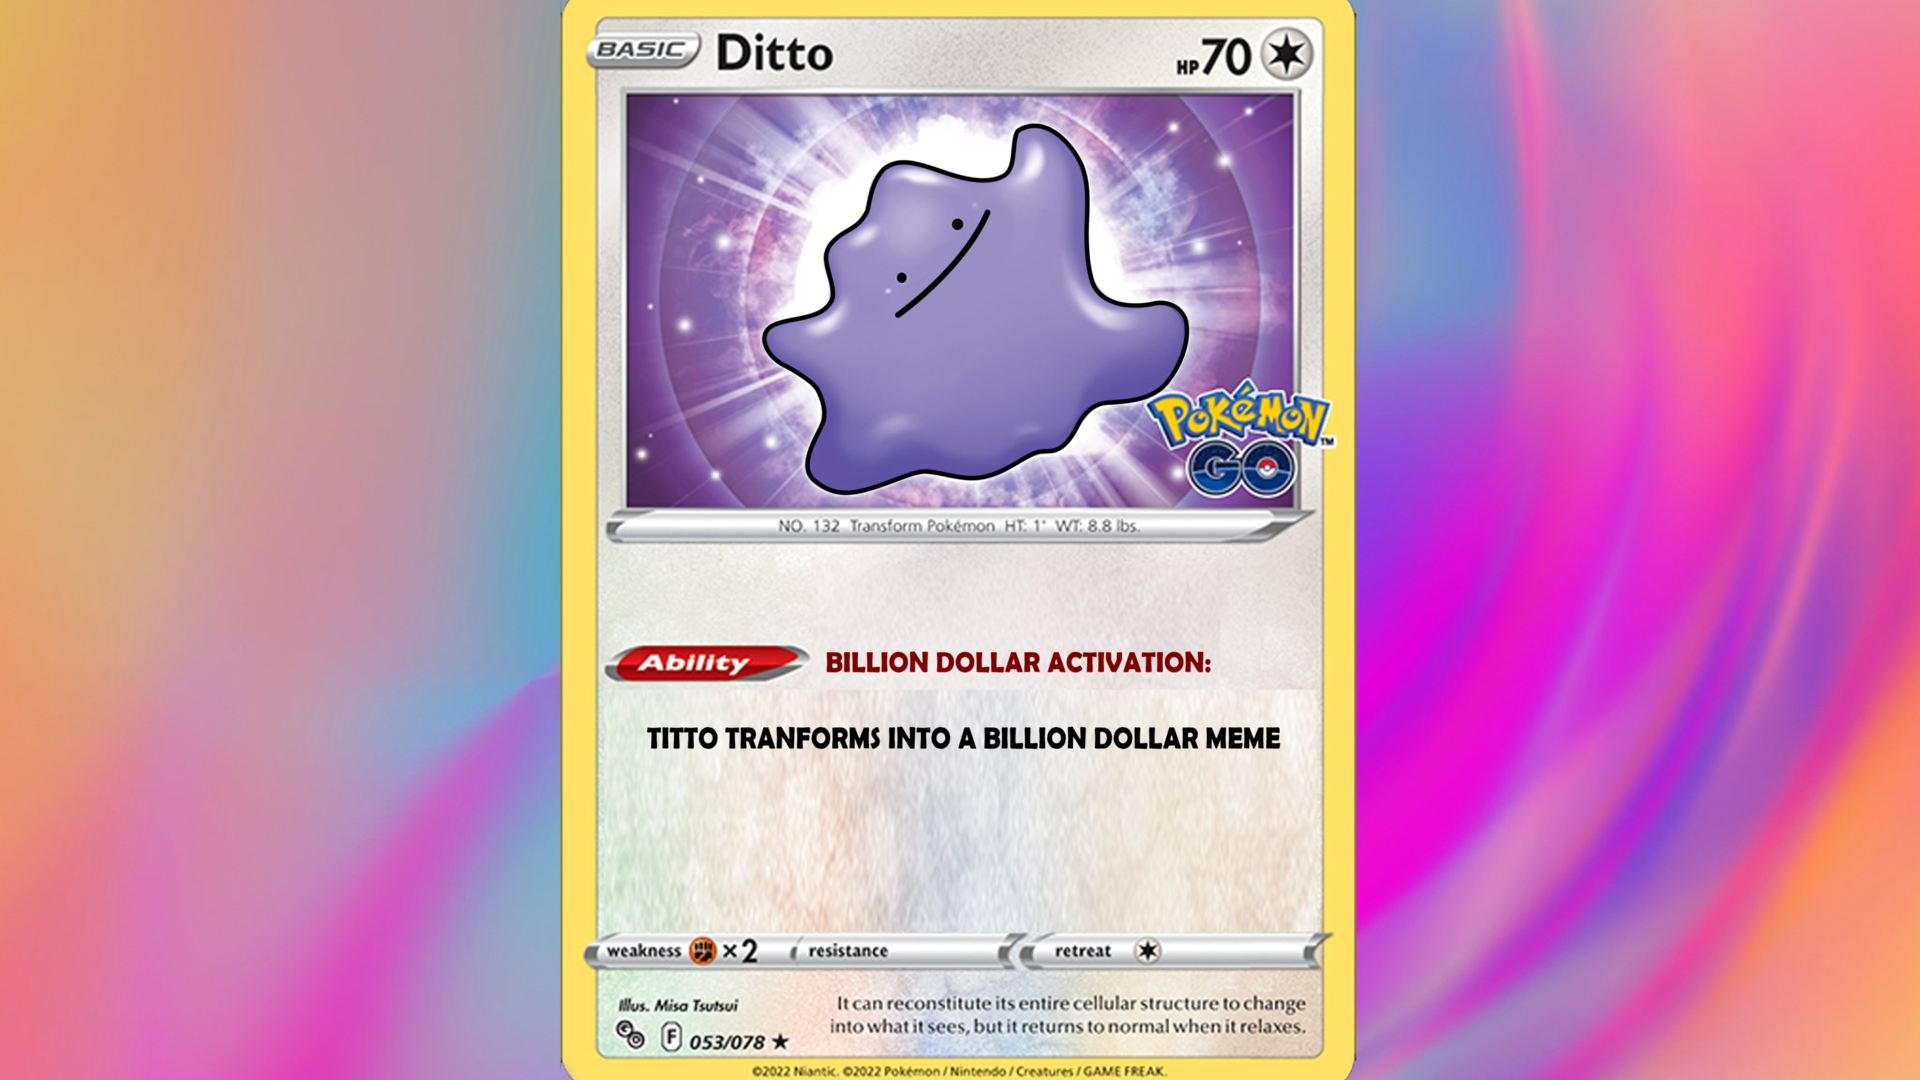 BASIC Ditto HP 70
POKéMON™
GO
NO. 132 Transform Pokémon HT: 1' WT: 8.8 lbs.
Ability BILLION DOLLAR ACTIVATION:
TITTO TRANFORMS INTO A BILLION DOLLAR MEME
weakness ×2 resistance retreat
Illus. Misa Tsutsui
It can reconstitute its entire cellular structure to change
into what it sees, but it returns to normal when it relaxes.
F 053/078 ★
©2022 Niantic. ©2022 Pokémon / Nintendo / Creatures / GAME FREAK.